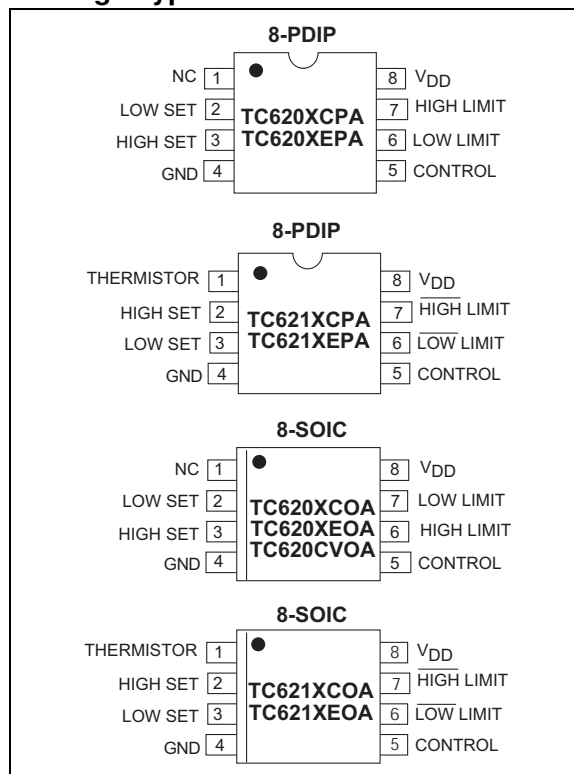 8-PDIP
NC 1 8 VDD
LOW SET 2 TC620XCPA 7 HIGH LIMIT
HIGH SET 3 TC620XEPA 6 LOW LIMIT
GND 4 5 CONTROL
8-PDIP
THERMISTOR 1 8 VDD
HIGH SET 2 TC621XCPA 7 HIGH LIMIT
LOW SET 3 TC621XEPA 6 LOW LIMIT
GND 4 5 CONTROL
8-SOIC
NC 1 8 VDD
LOW SET 2 TC620XCOA 7 LOW LIMIT
HIGH SET 3 TC620XEOA 6 HIGH LIMIT
GND 4 TC620CVOA 5 CONTROL
8-SOIC
THERMISTOR 1 8 VDD
HIGH SET 2 TC621XCOA 7 HIGH LIMIT
LOW SET 3 TC621XEOA 6 LOW LIMIT
GND 4 5 CONTROL